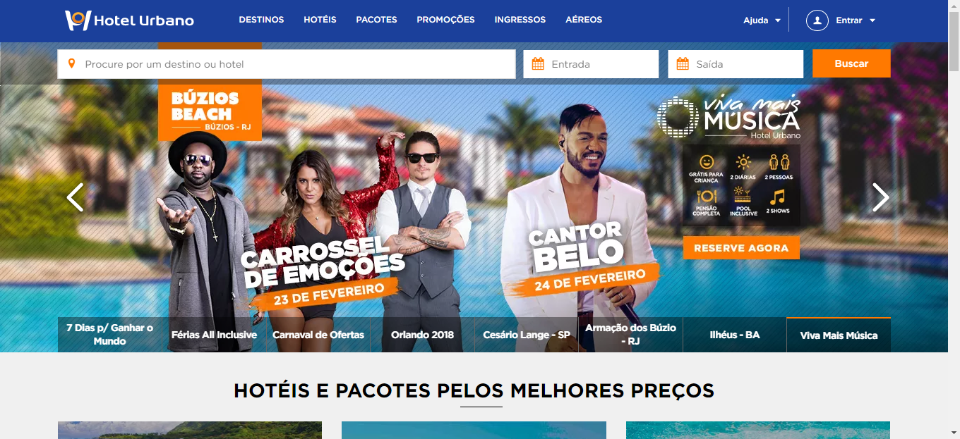 Hotel Urbano
DESTINOS
HOTÉIS
PACOTES
PROMOÇÕES
INGRESSOS
AÉREOS
Ajuda
Entrar
Procure por um destino ou hotel
Entrada
Saída
Buscar
BÚZIOS
BEACH
BÚZIOS - RJ
viva mais
MÚSICA
Hotel Urbano
GRÁTIS PARA
CRIANÇA
2 DIÁRIAS
2 PESSOAS
PENSÃO
COMPLETA
POOL
INCLUSIVE
2 SHOWS
RESERVE AGORA
CARROSSEL
DE EMOÇÕES
23 DE FEVEREIRO
CANTOR
BELO
24 DE FEVEREIRO
7 Dias p/ Ganhar o
Mundo
Férias All Inclusive
Carnaval de Ofertas
Orlando 2018
Cesário Lange - SP
Armação dos Búzio
- RJ
Ilhéus - BA
Viva Mais Música
HOTÉIS E PACOTES PELOS MELHORES PREÇOS